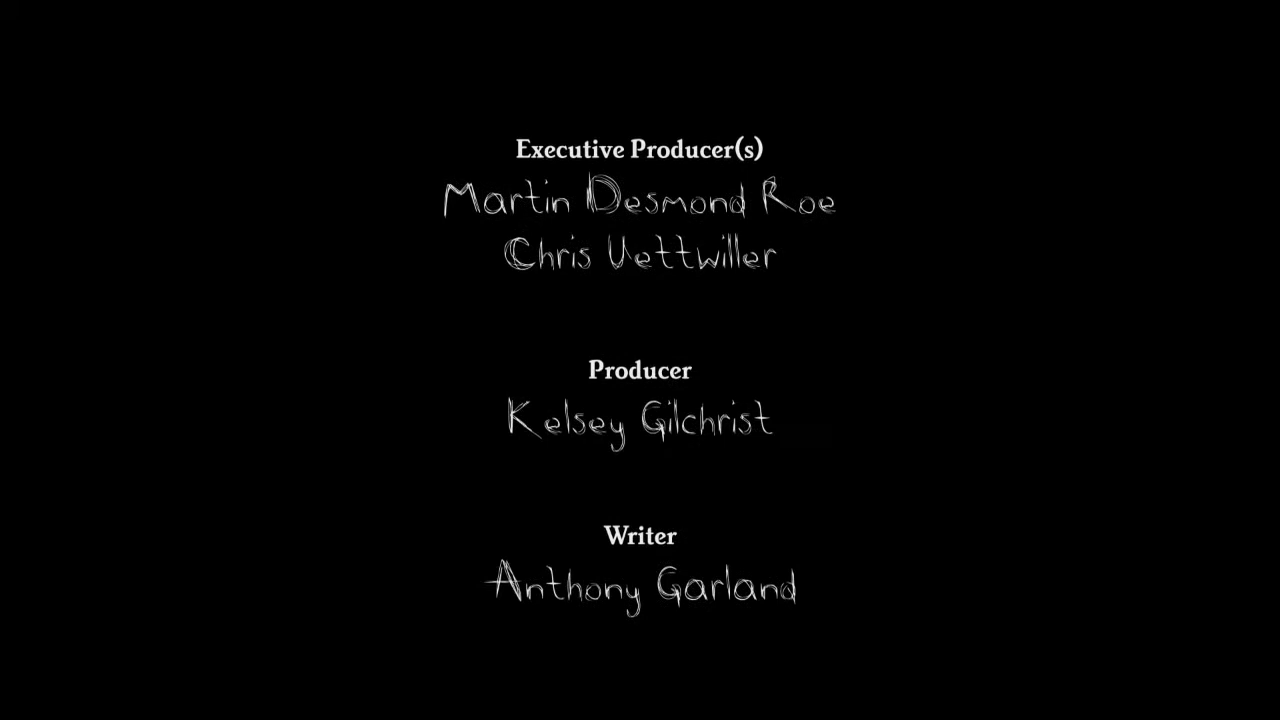 Executive Producer(s)
Martin Desmond Roe
Chris Uettwiller
Producer
Kelsey Gilchrist
Writer
Anthony Garland